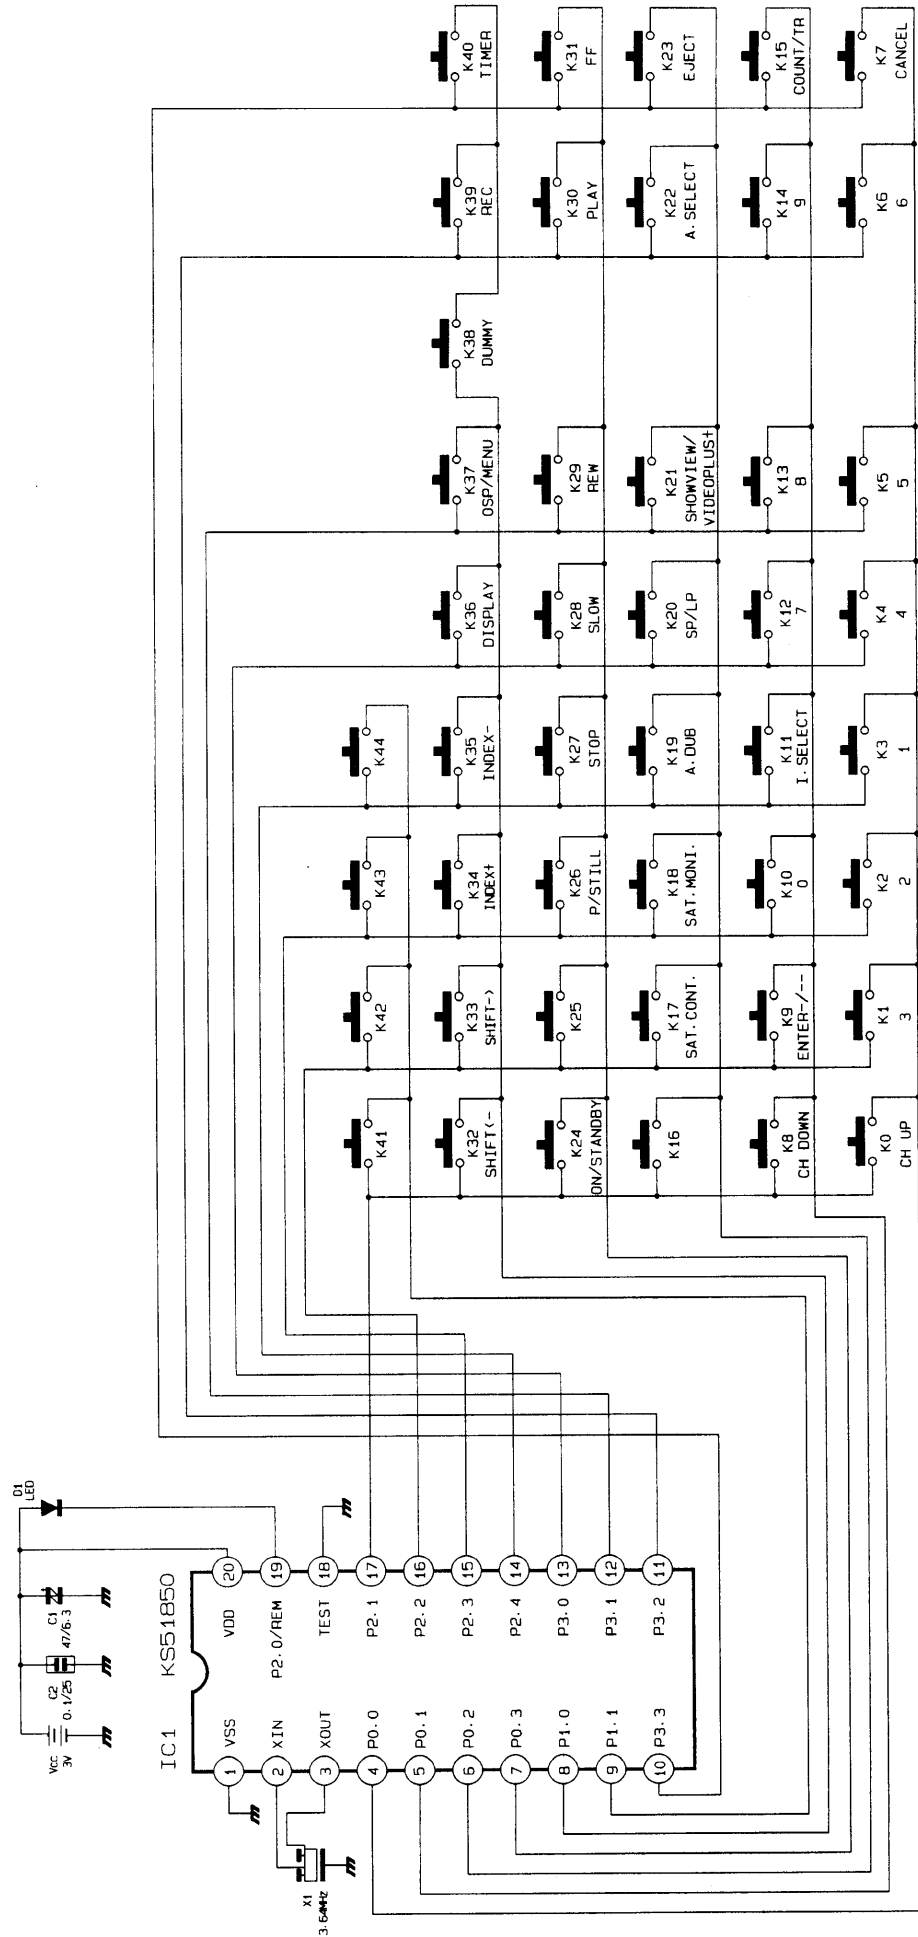 Vcc
3V
C2
0.1/25
C1
47/6.3
D1
LED
IC1 KS51850
1 VSS
2 XIN
3 XOUT
4 P0.0
5 P0.1
6 P0.2
7 P0.3
8 P1.0
9 P1.1
10 P3.3
VDD 20
P2.0/REM 19
TEST 18
P2.1 17
P2.2 16
P2.3 15
P2.4 14
P3.0 13
P3.1 12
P3.2 11
X1
3.64MHz
K41
K42
K43
K44
K32
SHIFT<-
K33
SHIFT->
K34
INDEX+
K35
INDEX-
K36
DISPLAY
K37
OSP/MENU
K38
DUMMY
K39
REC
K40
TIMER
K24
ON/STANDBY
K25
K26
P/STILL
K27
STOP
K28
SLOW
K29
REW
K30
PLAY
K31
FF
K16
K17
SAT.CONT.
K18
SAT.MONI.
K19
A.DUB
K20
SP/LP
K21
SHOWVIEW/
VIDEOPLUS+
K22
A.SELECT
K23
EJECT
K8
CH DOWN
K9
ENTER-/--
K10
0
K11
I.SELECT
K12
7
K13
8
K14
9
K15
COUNT/TR
K0
CH UP
K1
3
K2
2
K3
1
K4
4
K5
5
K6
6
K7
CANCEL